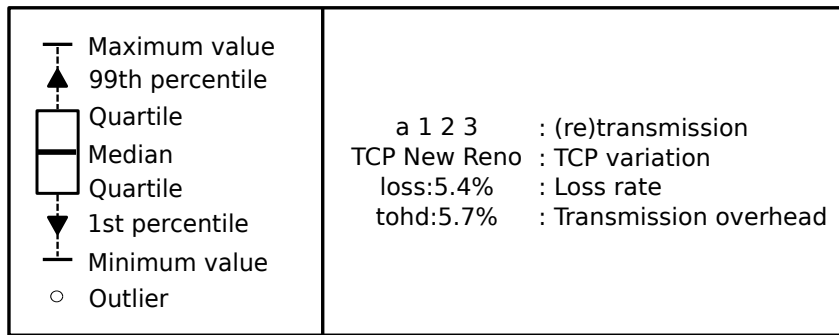 Maximum value
99th percentile
Quartile
Median
Quartile
1st percentile
Minimum value
Outlier
a 1 2 3 : (re)transmission
TCP New Reno : TCP variation
loss:5.4% : Loss rate
tohd:5.7% : Transmission overhead